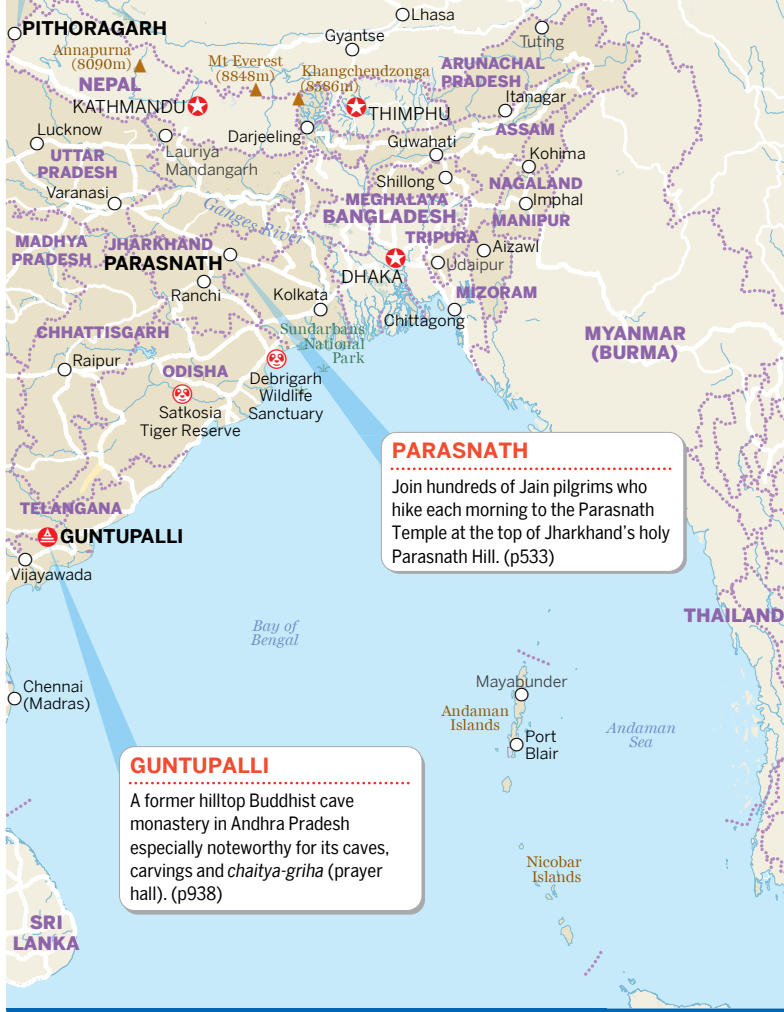 Lhasa
PITHORAGARH
Gyantse
Tuting
Annapurna
(8090m)
Mt Everest
(8848m)
Khangchendzonga
(8586m)
ARUNACHAL
PRADESH
NEPAL
KATHMANDU
THIMPHU
Itanagar
Lucknow
Darjeeling
ASSAM
Lauriya
Mandangarh
Guwahati
Kohima
UTTAR
PRADESH
Shillong
NAGALAND
Varanasi
MEGHALAYA
Imphal
Ganges River
BANGLADESH
MANIPUR
MADHYA
PRADESH
JHARKHAND
PARASNATH
TRIPURA
Aizawl
Udaipur
DHAKA
Ranchi
Kolkata
MIZORAM
Chittagong
CHHATTISGARH
Sundarbans
National
Park
MYANMAR
(BURMA)
Raipur
ODISHA
Debrigarh
Wildlife
Sanctuary
Satkosia
Tiger Reserve
PARASNATH
Join hundreds of Jain pilgrims who
hike each morning to the Parasnath
Temple at the top of Jharkhand's holy
Parasnath Hill. (p533)
TELANGANA
GUNTUPALLI
Vijayawada
THAILAND
Bay of
Bengal
Chennai
(Madras)
Mayabunder
Andaman
Islands
Port
Blair
Andaman
Sea
GUNTUPALLI
A former hilltop Buddhist cave
monastery in Andhra Pradesh
especially noteworthy for its caves,
carvings and chaitya-griha (prayer
hall). (p938)
Nicobar
Islands
SRI
LANKA